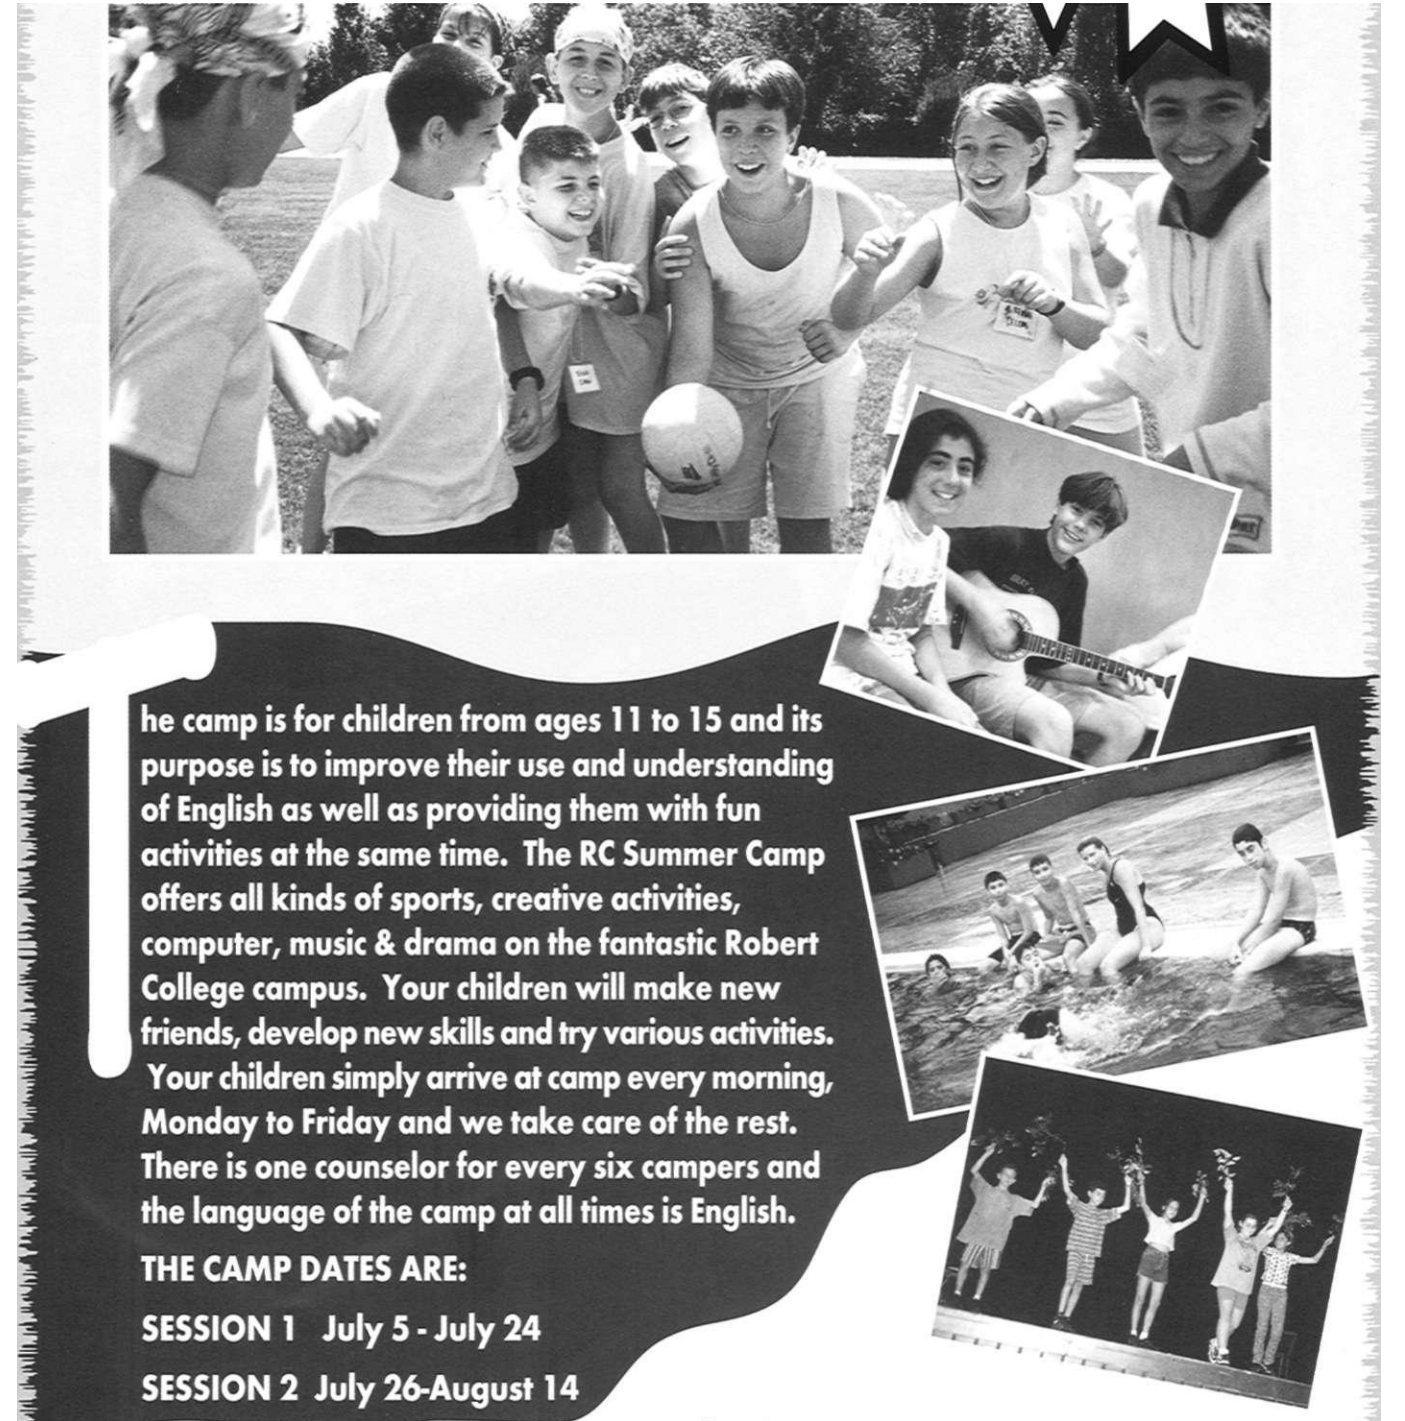 The camp is for children from ages 11 to 15 and its
purpose is to improve their use and understanding
of English as well as providing them with fun
activities at the same time.  The RC Summer Camp
offers all kinds of sports, creative activities,
computer, music & drama on the fantastic Robert
College campus.  Your children will make new
friends, develop new skills and try various activities.
Your children simply arrive at camp every morning,
Monday to Friday and we take care of the rest.
There is one counselor for every six campers and
the language of the camp at all times is English.
THE CAMP DATES ARE:
SESSION 1   July 5 - July 24
SESSION 2  July 26-August 14